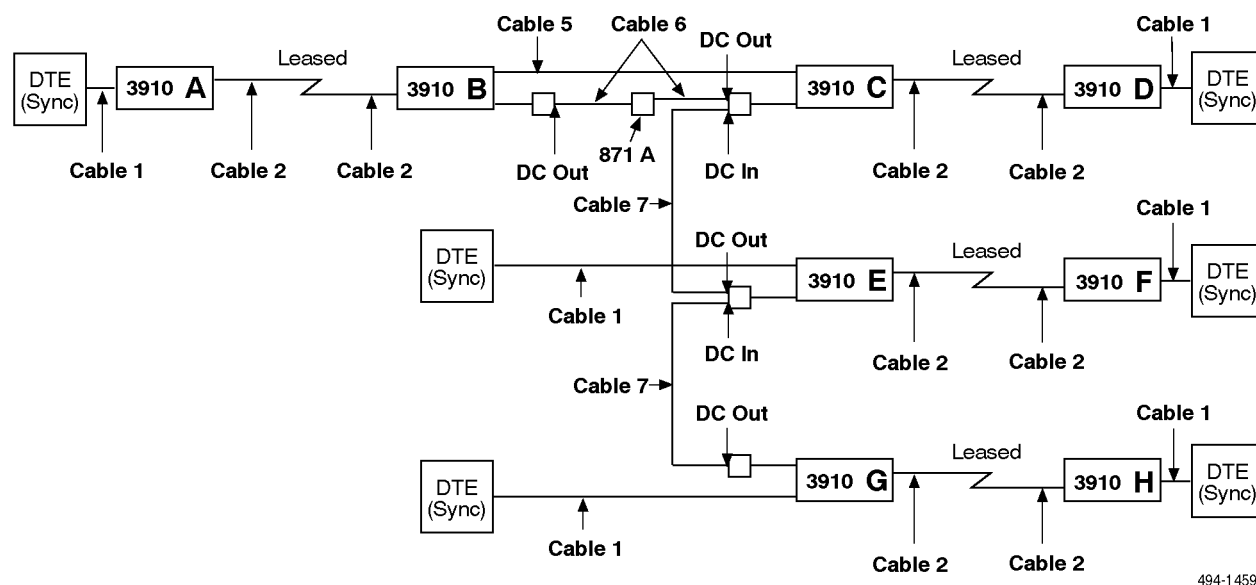 Cable 5
Cable 6
DC Out
Cable 1
DTE
(Sync)
3910 A
Leased
3910 B
3910 C
Leased
3910 D
DTE
(Sync)
Cable 1
Cable 2
Cable 2
DC Out
871 A
DC In
Cable 2
Cable 2
Cable 7
Cable 1
DTE
(Sync)
DC Out
3910 E
Leased
3910 F
DTE
(Sync)
Cable 1
DC In
Cable 2
Cable 2
Cable 7
DC Out
Cable 1
DTE
(Sync)
3910 G
Leased
3910 H
DTE
(Sync)
Cable 1
Cable 2
Cable 2
494-1459